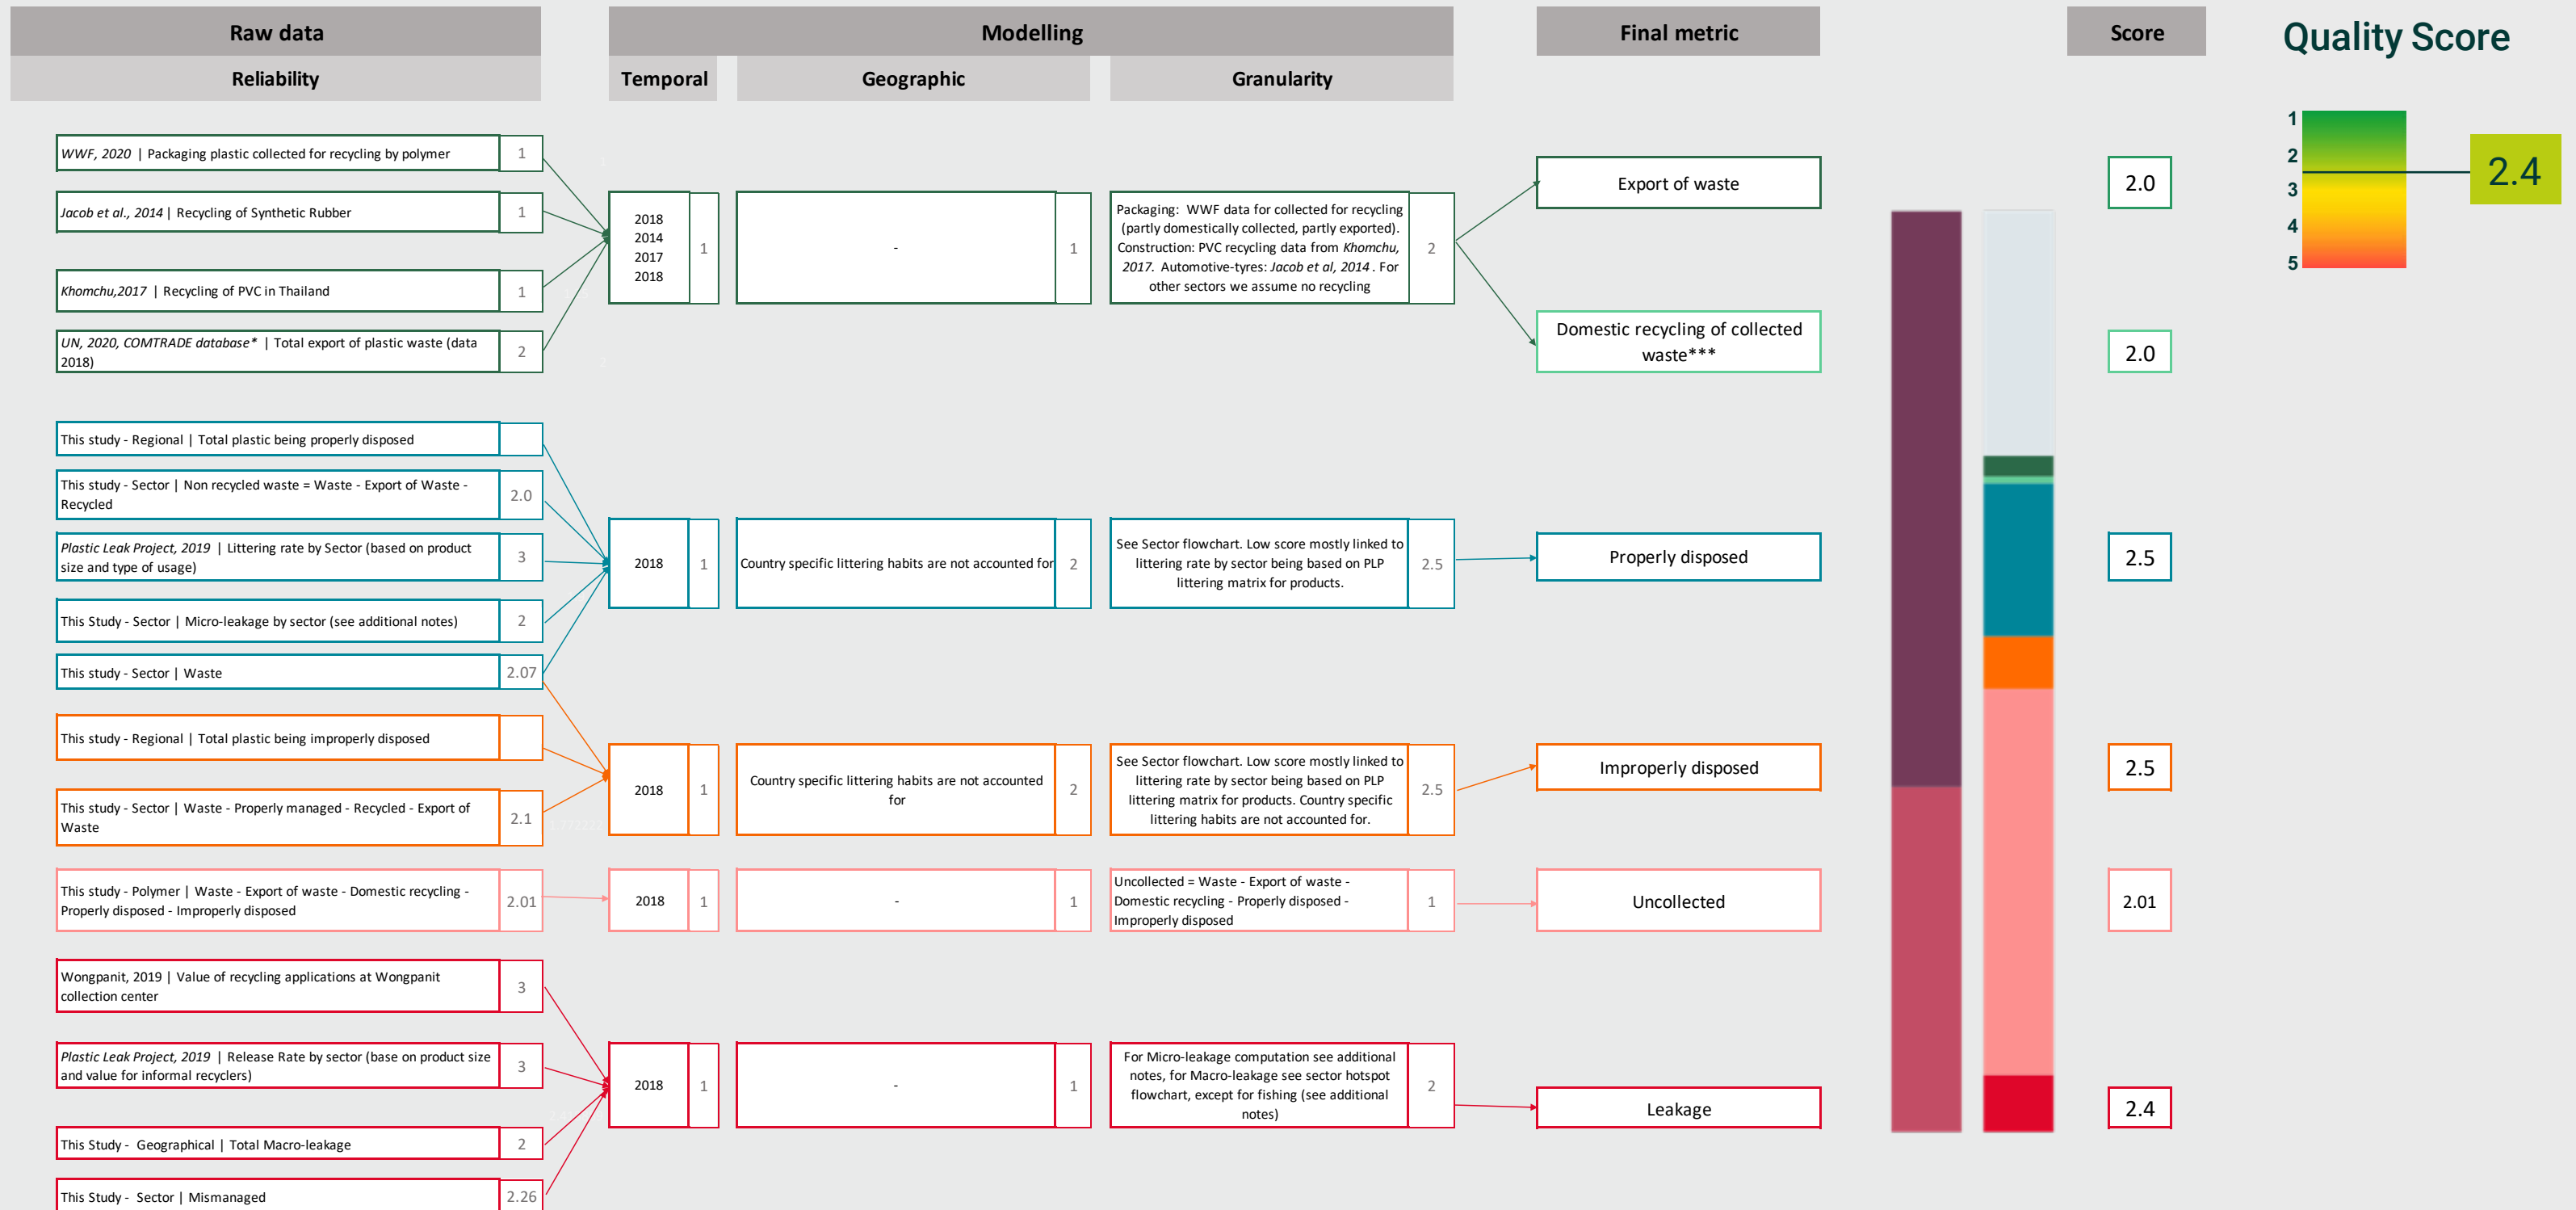 Raw data
Modelling
Final metric
Score
Quality Score
Reliability
Temporal
Geographic
Granularity
1
2
3
4
5
2.4
WWF, 2020 | Packaging plastic collected for recycling by polymer
1
Jacob et al., 2014 | Recycling of Synthetic Rubber
1
Khomchu,2017 | Recycling of PVC in Thailand
1
UN, 2020, COMTRADE database* | Total export of plastic waste (data
2018)
2
2018
2014
2017
2018
1
-
1
Packaging: WWF data for collected for recycling
(partly domestically collected, partly exported).
Construction: PVC recycling data from Khomchu,
2017. Automotive-tyres: Jacob et al, 2014 . For
other sectors we assume no recycling
2
Export of waste
2.0
Domestic recycling of collected
waste***
2.0
This study - Regional | Total plastic being properly disposed
This study - Sector | Non recycled waste = Waste - Export of Waste -
Recycled
2.0
Plastic Leak Project, 2019 | Littering rate by Sector (based on product
size and type of usage)
3
This Study - Sector | Micro-leakage by sector (see additional notes)
2
This study - Sector | Waste
2.07
2018
1
Country specific littering habits are not accounted for
2
See Sector flowchart. Low score mostly linked to
littering rate by sector being based on PLP
littering matrix for products.
2.5
Properly disposed
2.5
This study - Regional | Total plastic being improperly disposed
This study - Sector | Waste - Properly managed - Recycled - Export of
Waste
2.1
2018
1
Country specific littering habits are not accounted
for
2
See Sector flowchart. Low score mostly linked to
littering rate by sector being based on PLP
littering matrix for products. Country specific
littering habits are not accounted for.
2.5
Improperly disposed
2.5
This study - Polymer | Waste - Export of waste - Domestic recycling -
Properly disposed - Improperly disposed
2.01
2018
1
-
1
Uncollected = Waste - Export of waste -
Domestic recycling - Properly disposed -
Improperly disposed
1
Uncollected
2.01
Wongpanit, 2019 | Value of recycling applications at Wongpanit
collection center
3
Plastic Leak Project, 2019 | Release Rate by sector (base on product size
and value for informal recyclers)
3
This Study - Geographical | Total Macro-leakage
2
This Study - Sector | Mismanaged
2.26
2018
1
-
1
For Micro-leakage computation see additional
notes, for Macro-leakage see sector hotspot
flowchart, except for fishing (see additional
notes)
2
Leakage
2.4